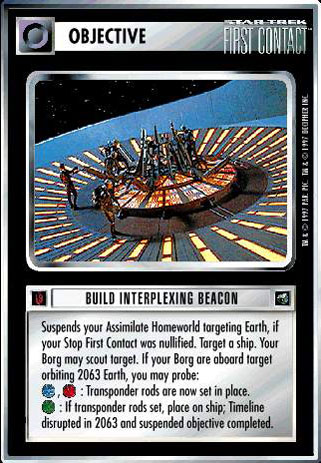 OBJECTIVE
STAR TREK
FIRST CONTACT
TM & © 1997 PAR. PIC. TM & © 1997 DECIPHER INC.
BUILD INTERPLEXING BEACON
Suspends your Assimilate Homeworld targeting Earth, if
your Stop First Contact was nullified. Target a ship. Your
Borg may scout target. If your Borg are aboard target
orbiting 2063 Earth, you may probe:
, : Transponder rods are now set in place.
: If transponder rods set, place on ship; Timeline
disrupted in 2063 and suspended objective completed.